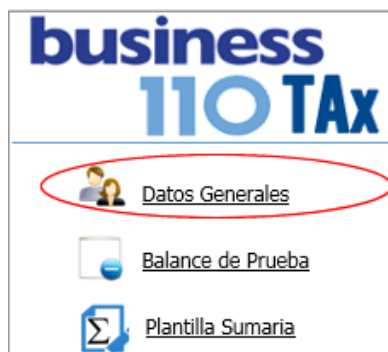 business
110 TAx
Datos Generales
Balance de Prueba
Σ Plantilla Sumaria